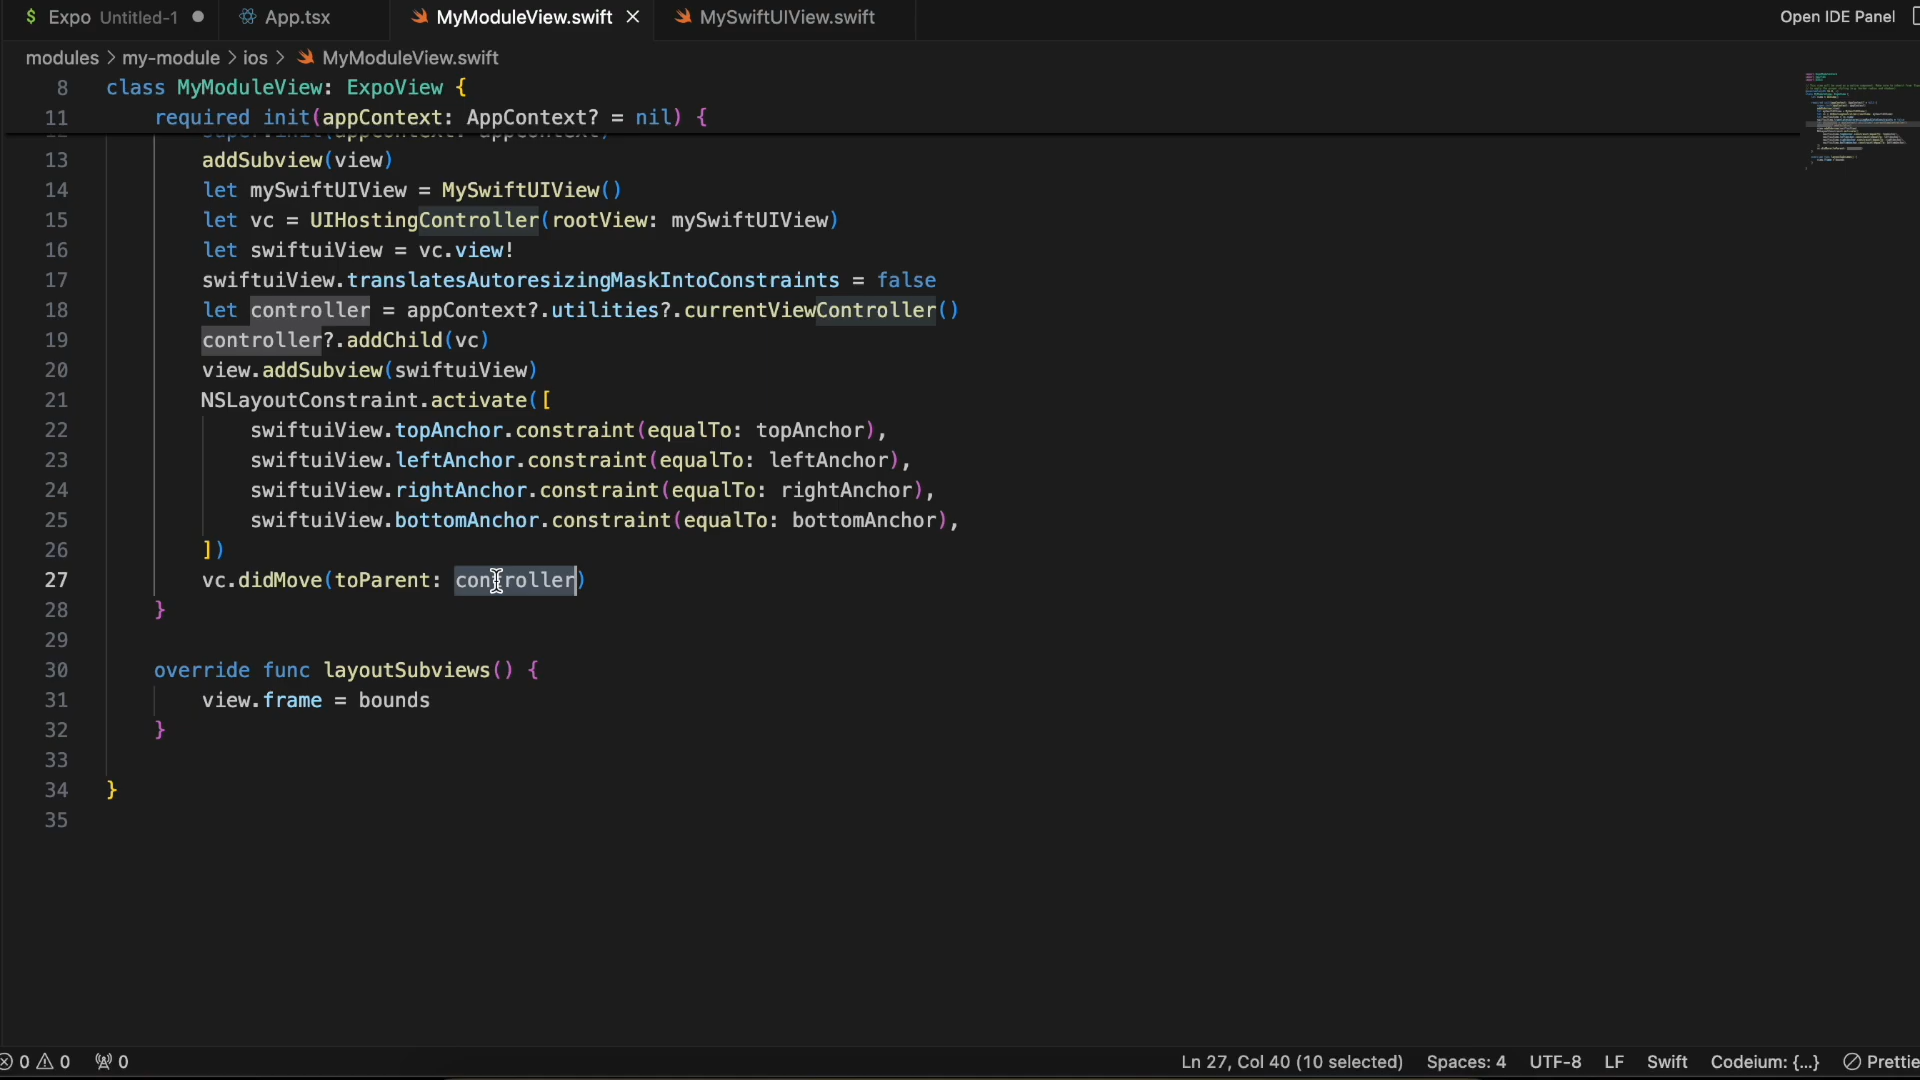 $ Expo Untitled-1 ● App.tsx MyModuleView.swift × MySwiftUIView.swift Open IDE Panel
modules > my-module > ios > MyModuleView.swift
8 class MyModuleView: ExpoView {
11 required init(appContext: AppContext? = nil) {
super.init(appContext: appContext)
13 addSubview(view)
14 let mySwiftUIView = MySwiftUIView()
15 let vc = UIHostingController(rootView: mySwiftUIView)
16 let swiftuiView = vc.view!
17 swiftuiView.translatesAutoresizingMaskIntoConstraints = false
18 let controller = appContext?.utilities?.currentViewController()
19 controller?.addChild(vc)
20 view.addSubview(swiftuiView)
21 NSLayoutConstraint.activate([
22 swiftuiView.topAnchor.constraint(equalTo: topAnchor),
23 swiftuiView.leftAnchor.constraint(equalTo: leftAnchor),
24 swiftuiView.rightAnchor.constraint(equalTo: rightAnchor),
25 swiftuiView.bottomAnchor.constraint(equalTo: bottomAnchor),
26 ])
27 vc.didMove(toParent: controller)
28 }
29
30 override func layoutSubviews() {
31 view.frame = bounds
32 }
33
34 }
35
0 0 0 Ln 27, Col 40 (10 selected) Spaces: 4 UTF-8 LF Swift Codeium: {...} Prettie